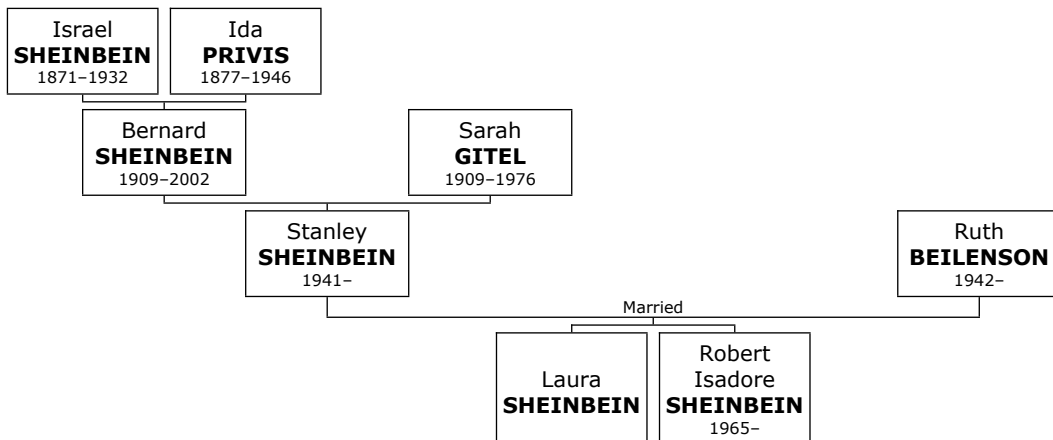 Israel
SHEINBEIN
1871–1932
Ida
PRIVIS
1877–1946
Bernard
SHEINBEIN
1909–2002
Sarah
GITEL
1909–1976
Stanley
SHEINBEIN
1941–
Ruth
BEILENSON
1942–
Married
Laura
SHEINBEIN
Robert
Isadore
SHEINBEIN
1965–